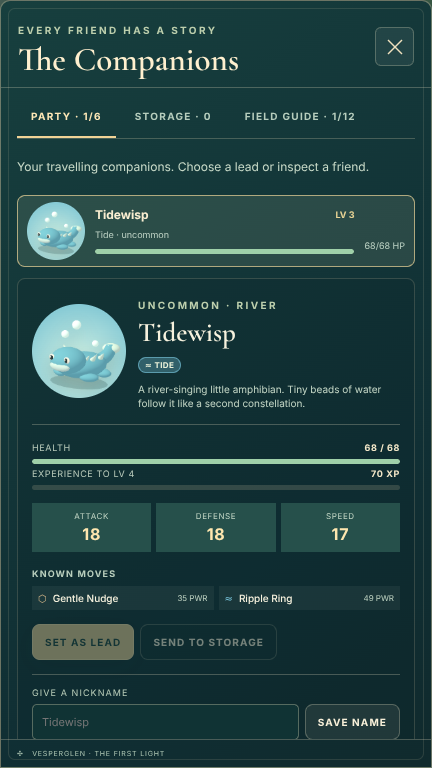 EVERY FRIEND HAS A STORY
The Companions
PARTY · 1/6 STORAGE · 0 FIELD GUIDE · 1/12
Your travelling companions. Choose a lead or inspect a friend.
Tidewisp LV 3
Tide · uncommon
68/68 HP
UNCOMMON · RIVER
Tidewisp
≈ TIDE
A river-singing little amphibian. Tiny beads of water
follow it like a second constellation.
HEALTH 68 / 68
EXPERIENCE TO LV 4 70 XP
ATTACK DEFENSE SPEED
18 18 17
KNOWN MOVES
⬡ Gentle Nudge 35 PWR ≈ Ripple Ring 49 PWR
SET AS LEAD SEND TO STORAGE
GIVE A NICKNAME
Tidewisp SAVE NAME
✣ VESPERGLEN · THE FIRST LIGHT